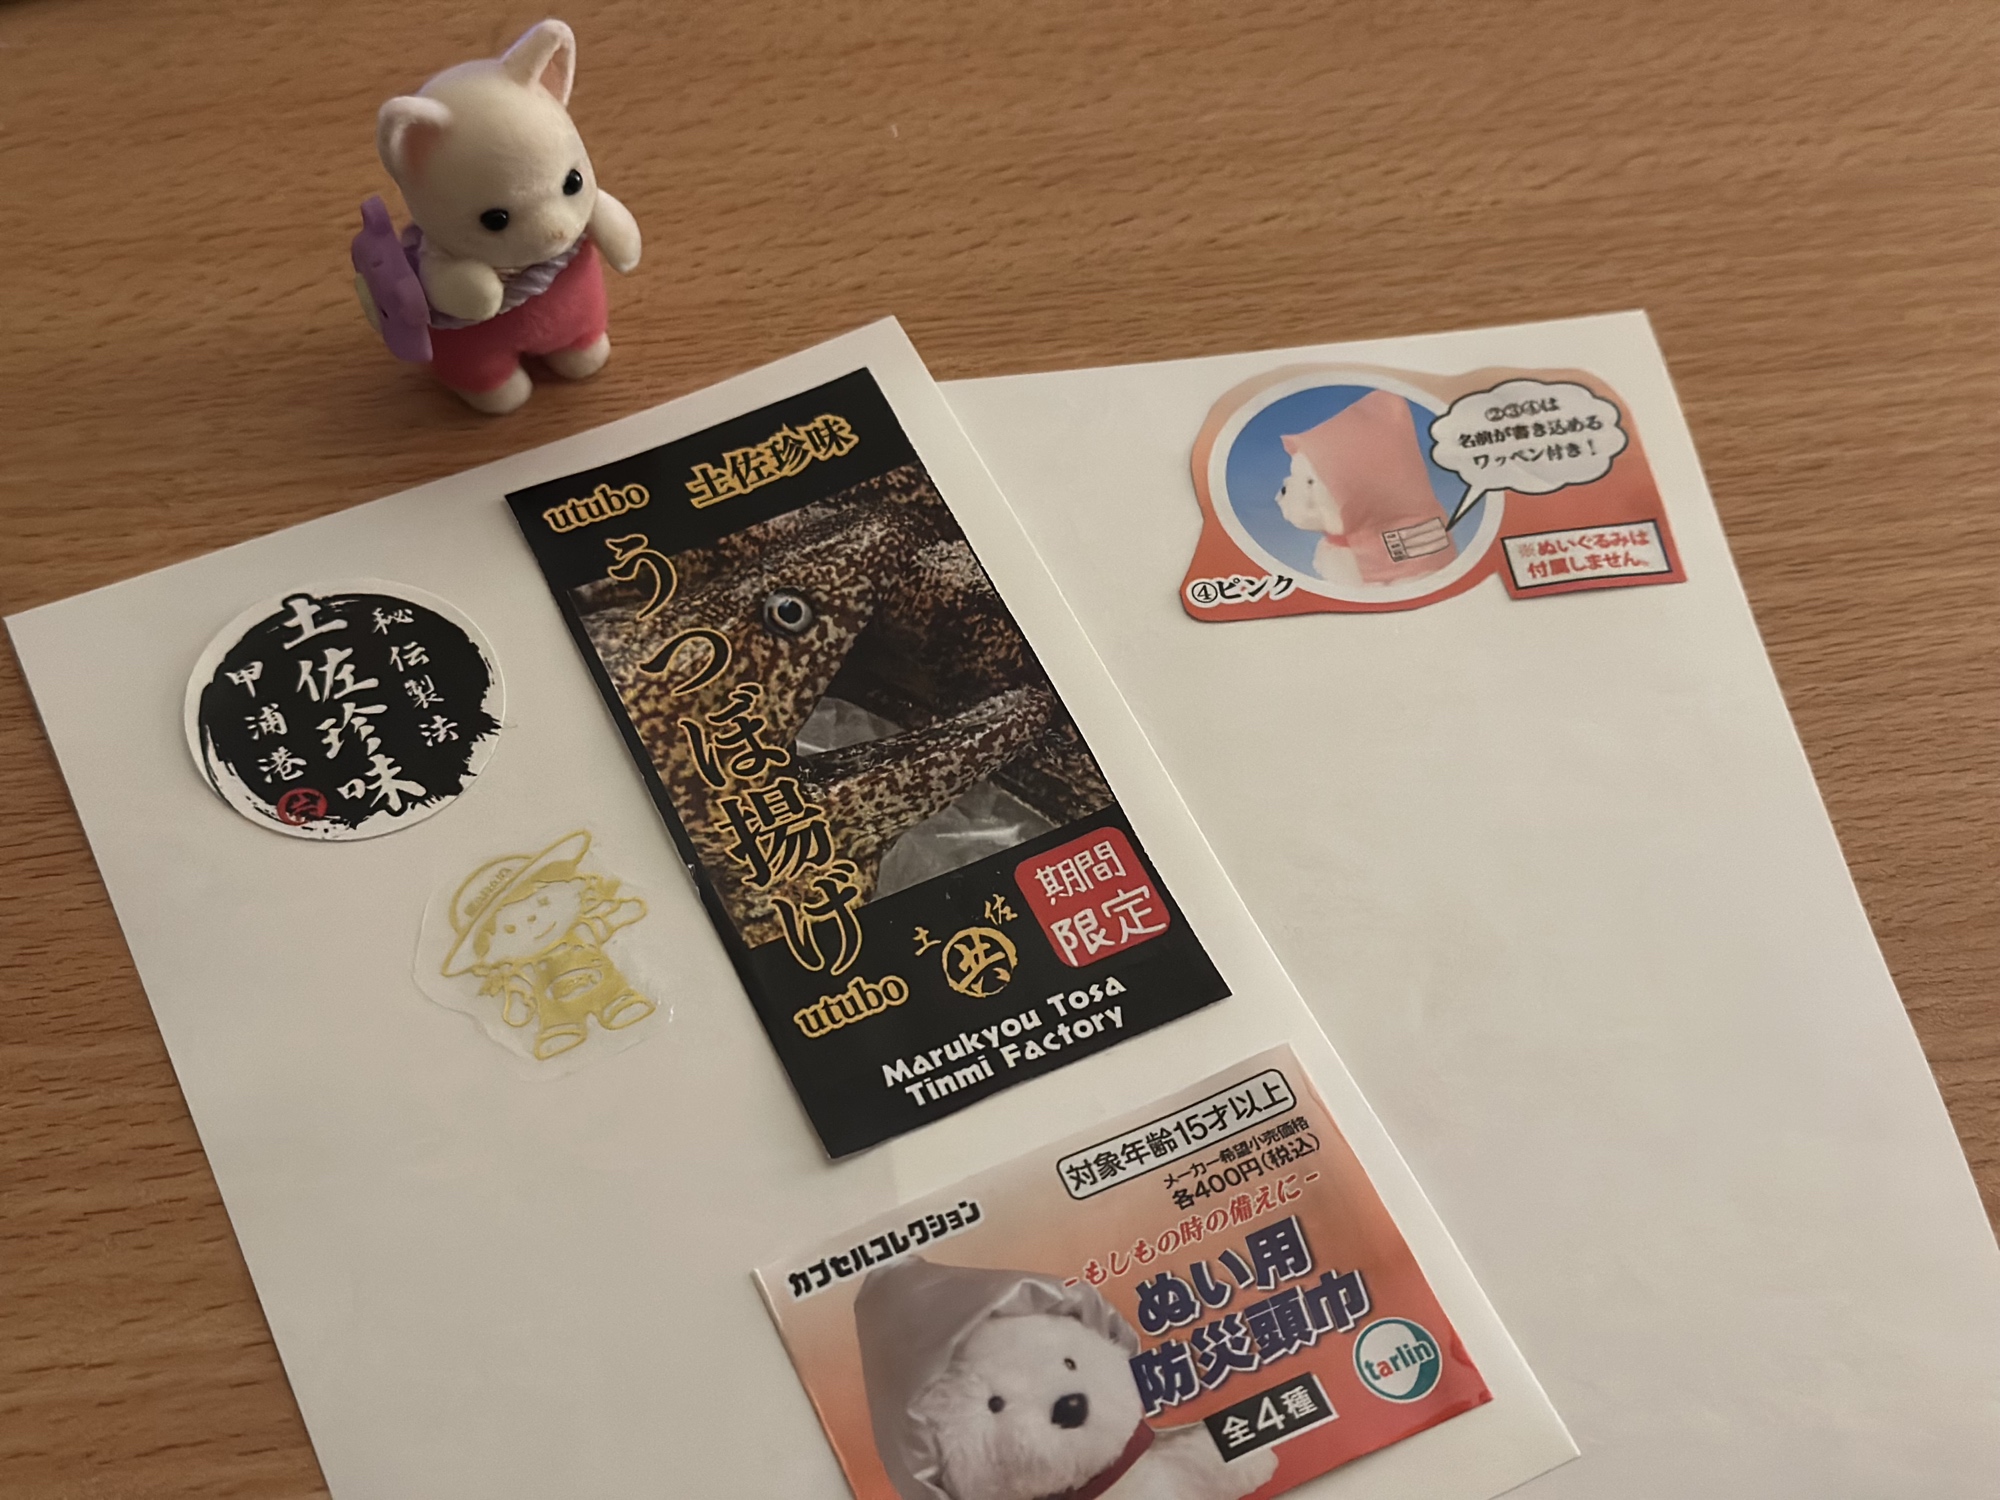 秘伝製法
土佐珍味
甲浦港
utubo 土佐珍味
うつぼ揚げ
utubo
土佐
共
期間
限定
Marukyou Tosa
Tinmi Factory
②③④は
名前が書き込める
ワッペン付き！
④ピンク
※ぬいぐるみは
付属しません。
対象年齢15才以上
メーカー希望小売価格
各400円(税込)
カプセルコレクション
-もしもの時の備えに-
ぬい用
防災頭巾
tarlin
全4種